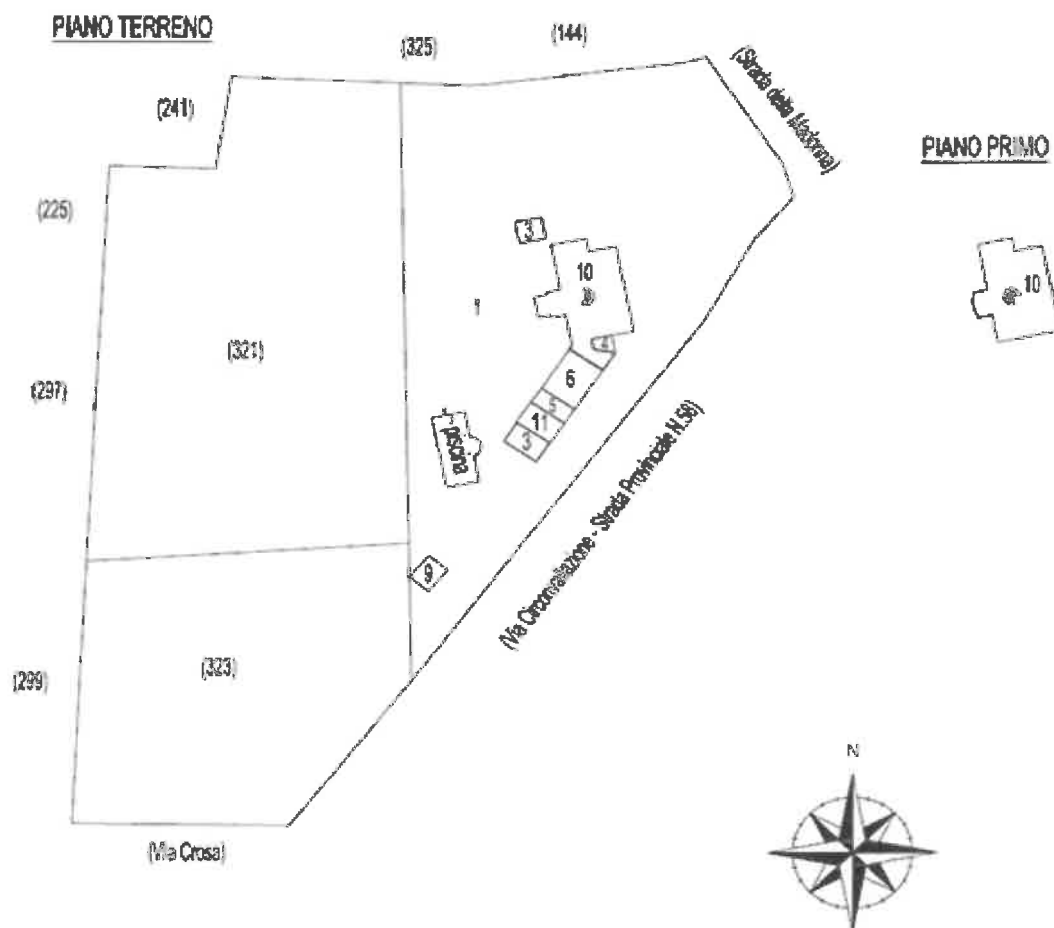 PIANO TERRENO
(325)
(144)
(Strada della Madonna)
(241)
PIANO PRIMO
(225)
3
10
10
1
(321)
(297)
6
5
11
3
piscina
(Via Circonvallazione - Strada Provinciale N.58)
9
(323)
(299)
N
(Via Crosa)